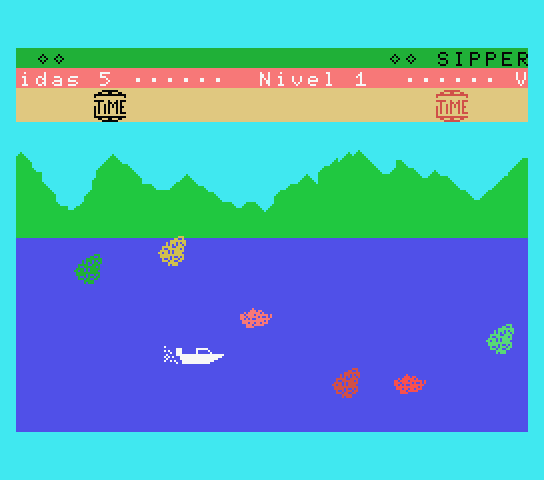 ◇◇ ◇◇ SIPPER
idas 5 ...... Nivel 1 ...... V
TiME TiME